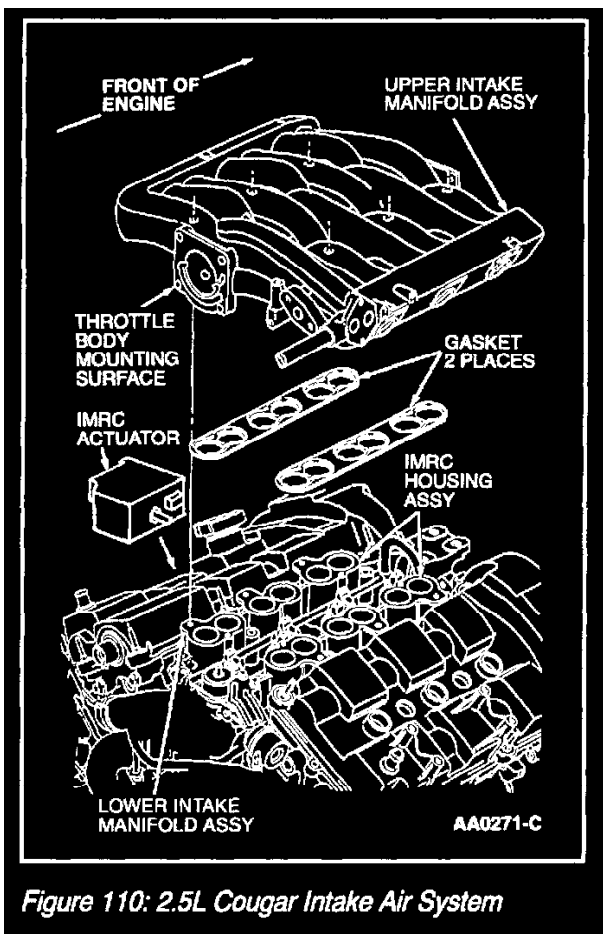 FRONT OF
ENGINE
UPPER INTAKE
MANIFOLD ASSY
THROTTLE
BODY
MOUNTING
SURFACE
GASKET
2 PLACES
IMRC
ACTUATOR
IMRC
HOUSING
ASSY
LOWER INTAKE
MANIFOLD ASSY
AA0271-C
Figure 110: 2.5L Cougar Intake Air System